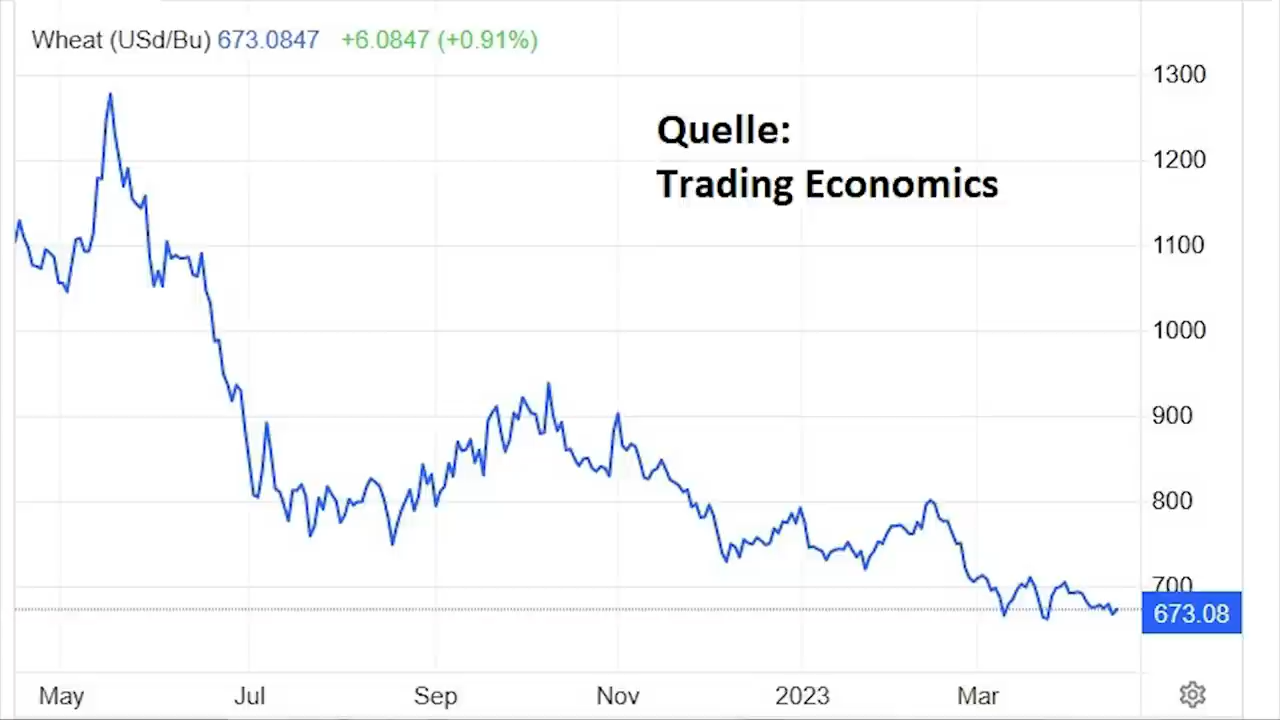 Wheat (USd/Bu) 673.0847 +6.0847 (+0.91%)
Quelle:
Trading Economics
1300
1200
1100
1000
900
800
700
673.08
May Jul Sep Nov 2023 Mar